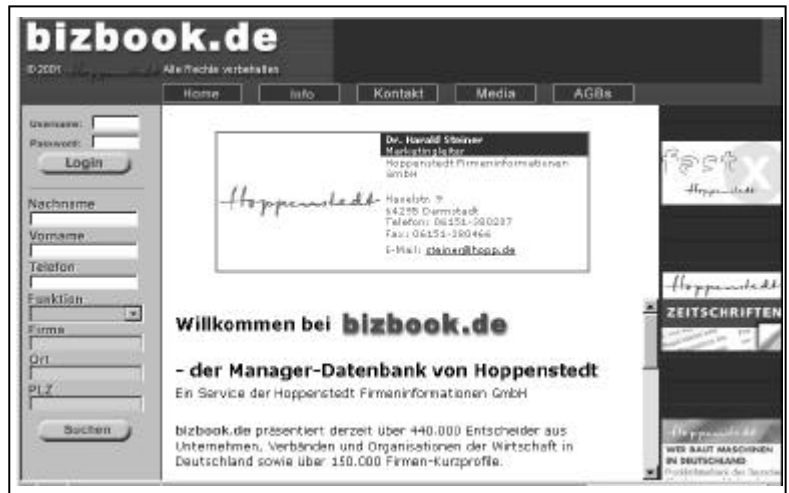 bizbook.de
© 2001 Hoppenstedt Alle Rechte vorbehalten
Home Info Kontakt Media AGBs
Username:
Password:
Login
Nachname
Vorname
Telefon
Funktion
Firma
Ort
PLZ
Suchen
Dr. Harald Steiner
Marketingleiter
Hoppenstedt Firmeninformationen
GmbH
Hoppenstedt
Havelstr. 9
64295 Darmstadt
Telefon: 06151-380237
Fax: 06151-380466
E-Mail: steiner@hopp.de
Willkommen bei bizbook.de
- der Manager-Datenbank von Hoppenstedt
Ein Service der Hoppenstedt Firmeninformationen GmbH
bizbook.de präsentiert derzeit über 440.000 Entscheider aus
Unternehmen, Verbänden und Organisationen der Wirtschaft in
Deutschland sowie über 150.000 Firmen-Kurzprofile.
fest
Hoppenstedt
Hoppenstedt
ZEITSCHRIFTEN
Hoppenstedt
WER BAUT MASCHINEN
IN DEUTSCHLAND